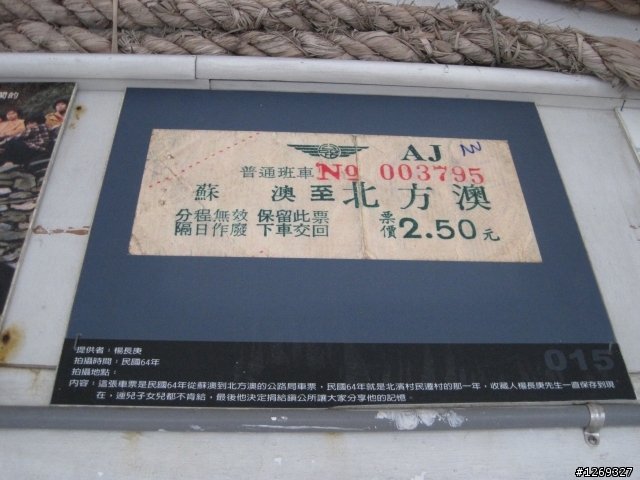 AJ
普通班車 No 003795
蘇 澳 至 北方澳
分程無效 保留此票 票 2.50 元
隔日作廢 下車交回 價
015
提供者：楊長庚
拍攝時間：民國64年
拍攝地點：
內容：這張車票是民國64年從蘇澳到北方澳的公路局車票，民國64年就是北濱村民遷村的那一年，收藏人楊長庚先生一直保存到現
在，連兒子女兒都不肯給，最後他決定捐給鎮公所讓大家分享他的記憶。
#1269327